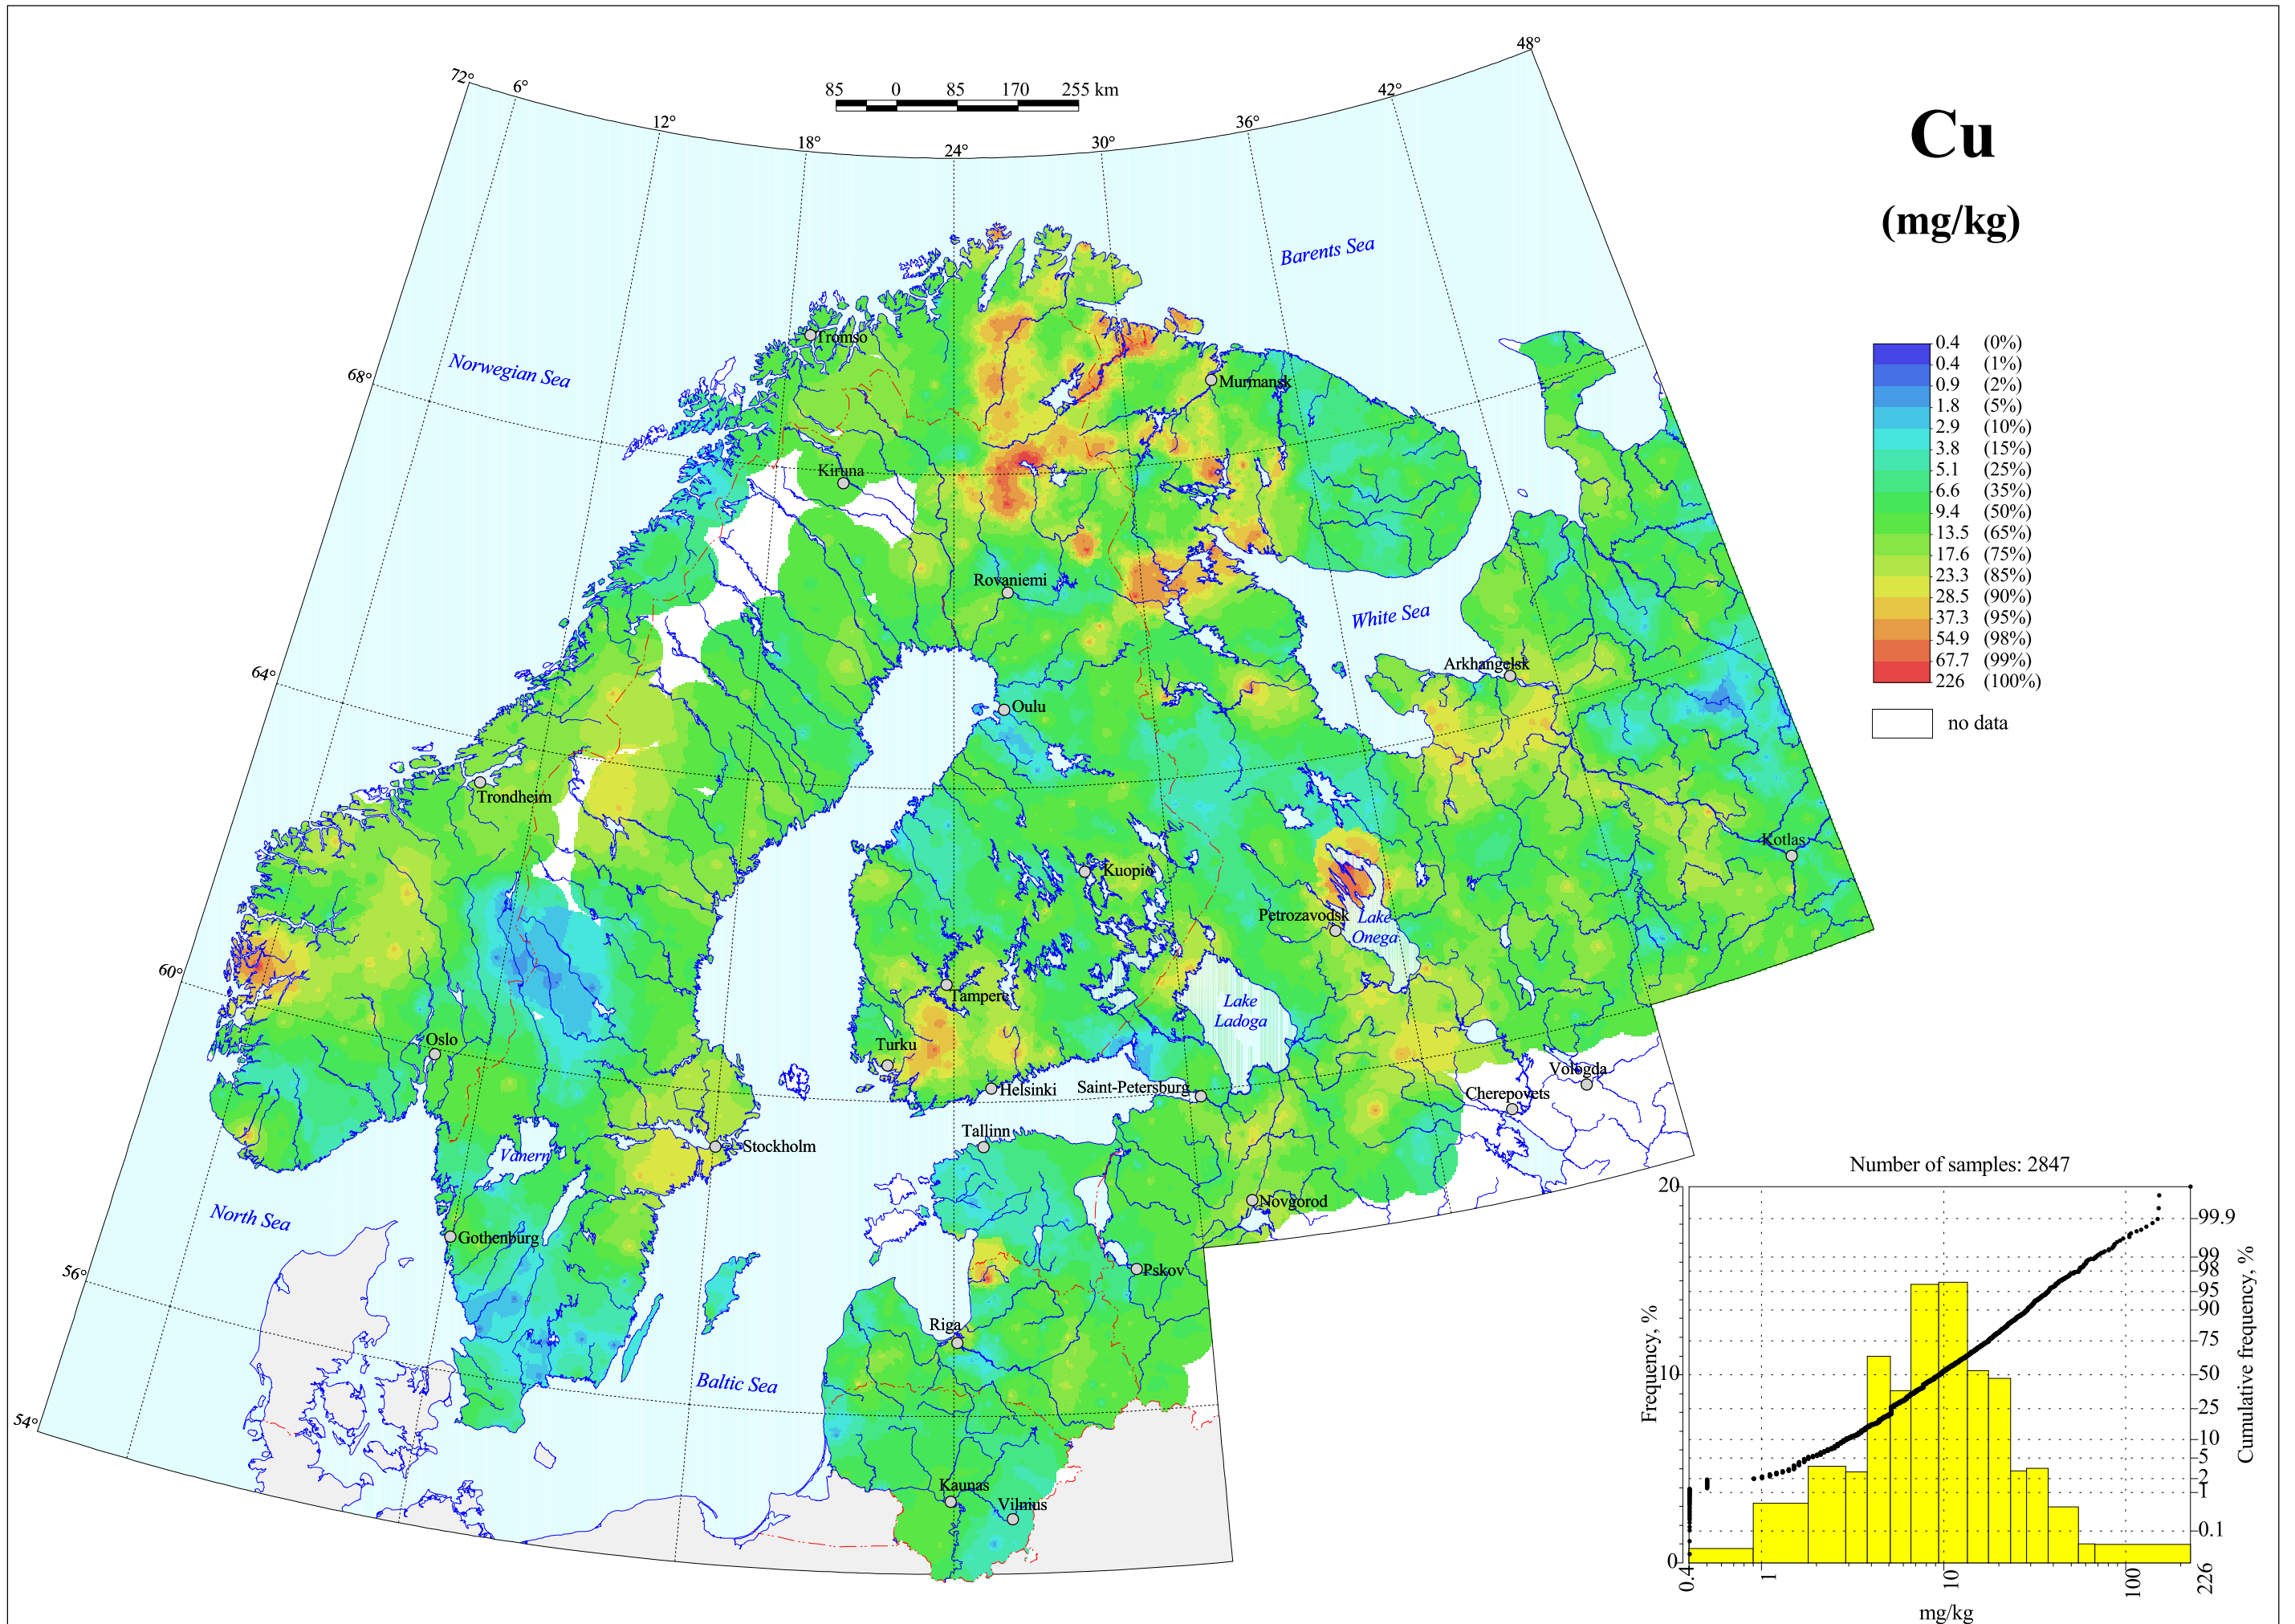 Cu
(mg/kg)
72°
6°
12°
18°
24°
30°
36°
42°
48°
85 0 85 170 255 km
Barents Sea
Norwegian Sea
68°
Tromso
Murmansk
Kiruna
Rovaniemi
White Sea
Arkhangelsk
64°
Oulu
Trondheim
Kotlas
Kuopio
Petrozavodsk
Lake
Onega
60°
Tampere
Lake
Ladoga
Oslo
Turku
Helsinki
Saint-Petersburg
Vologda
Cherepovets
Tallinn
Stockholm
Vanern
Novgorod
North Sea
Gothenburg
Pskov
56°
Riga
Baltic Sea
54°
Kaunas
Vilnius
0.4 (0%)
0.4 (1%)
0.9 (2%)
1.8 (5%)
2.9 (10%)
3.8 (15%)
5.1 (25%)
6.6 (35%)
9.4 (50%)
13.5 (65%)
17.6 (75%)
23.3 (85%)
28.5 (90%)
37.3 (95%)
54.9 (98%)
67.7 (99%)
226 (100%)
no data
Number of samples: 2847
Frequency, %
20
10
0
Cumulative frequency, %
99.9
99
98
95
90
75
50
25
10
5
2
1
0.1
0.4 1 10 100 226
mg/kg